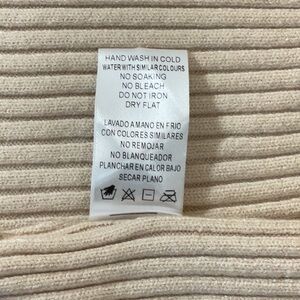 HAND WASH IN COLD
WATER WITH SIMILAR COLOURS
NO SOAKING
NO BLEACH
DO NOT IRON
DRY FLAT
LAVADO A MANO EN FRIO
CON COLORES SIMILARES
NO REMOJAR
NO BLANQUEADOR
PLANCHAR EN CALOR BAJO
SECAR PLANO